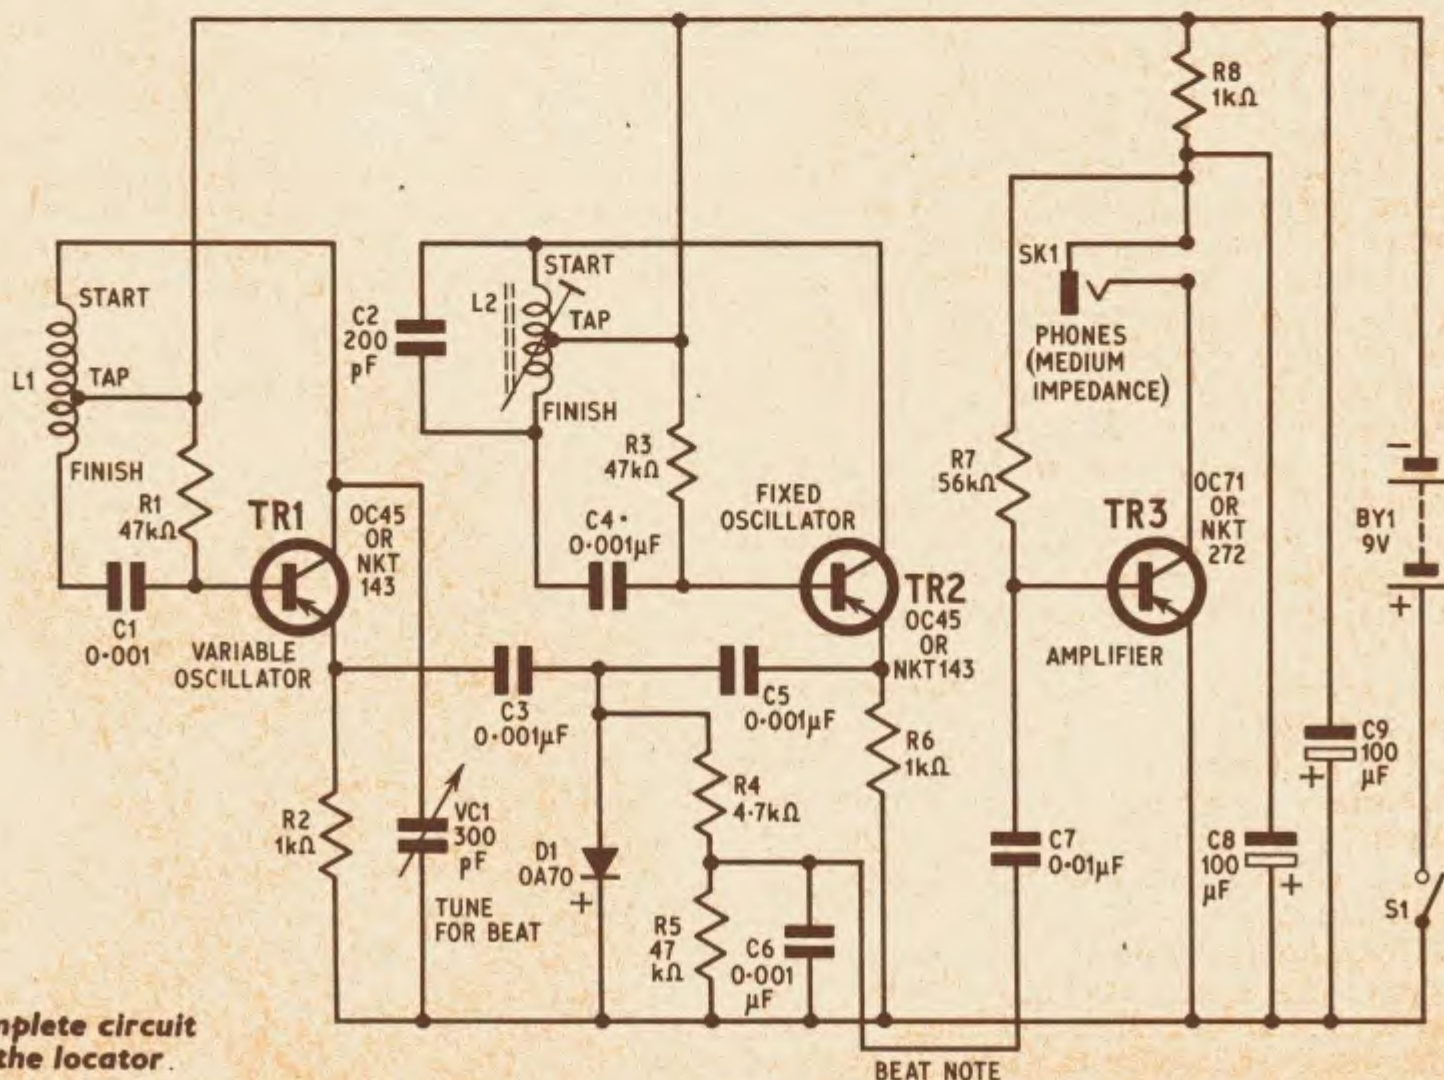 R8
1kΩ
START
L1
TAP
FINISH
R1
47kΩ
C1
0·001
TR1
OC45
OR
NKT
143
VARIABLE
OSCILLATOR
C2
200
pF
L2
START
TAP
FINISH
R3
47kΩ
C4·
0·001µF
FIXED
OSCILLATOR
TR2
OC45
OR
NKT143
C3
0·001µF
C5
0·001µF
R2
1kΩ
VC1
300
pF
TUNE
FOR BEAT
D1
OA70
+
R4
4·7kΩ
R5
47
kΩ
C6
0·001
µF
R6
1kΩ
SK1
PHONES
(MEDIUM
IMPEDANCE)
R7
56kΩ
TR3
OC71
OR
NKT
272
AMPLIFIER
C7
0·01µF
C8
100
µF
+
C9
100
µF
+
−
BY1
9V
+
S1
BEAT NOTE
nplete circuit
the locator.